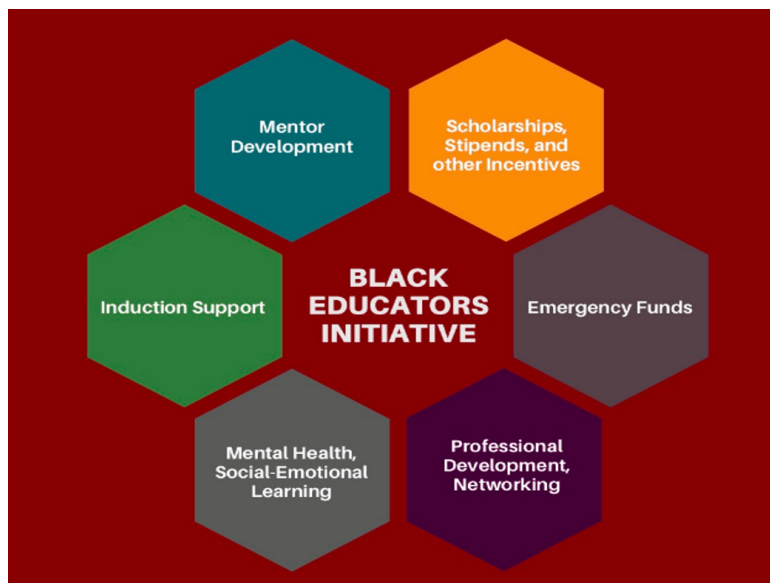 Mentor
Development
Scholarships,
Stipends, and
other Incentives
Induction Support
BLACK
EDUCATORS
INITIATIVE
Emergency Funds
Mental Health,
Social-Emotional
Learning
Professional
Development,
Networking